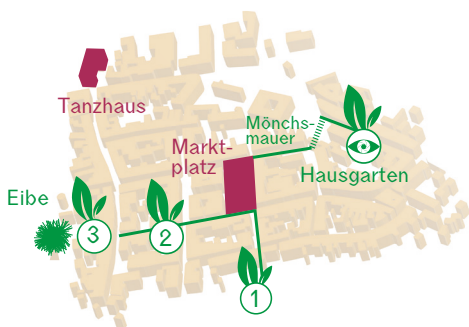 Tanzhaus
Markt-
platz
Mönchs-
mauer
Hausgarten
Eibe
3
2
1